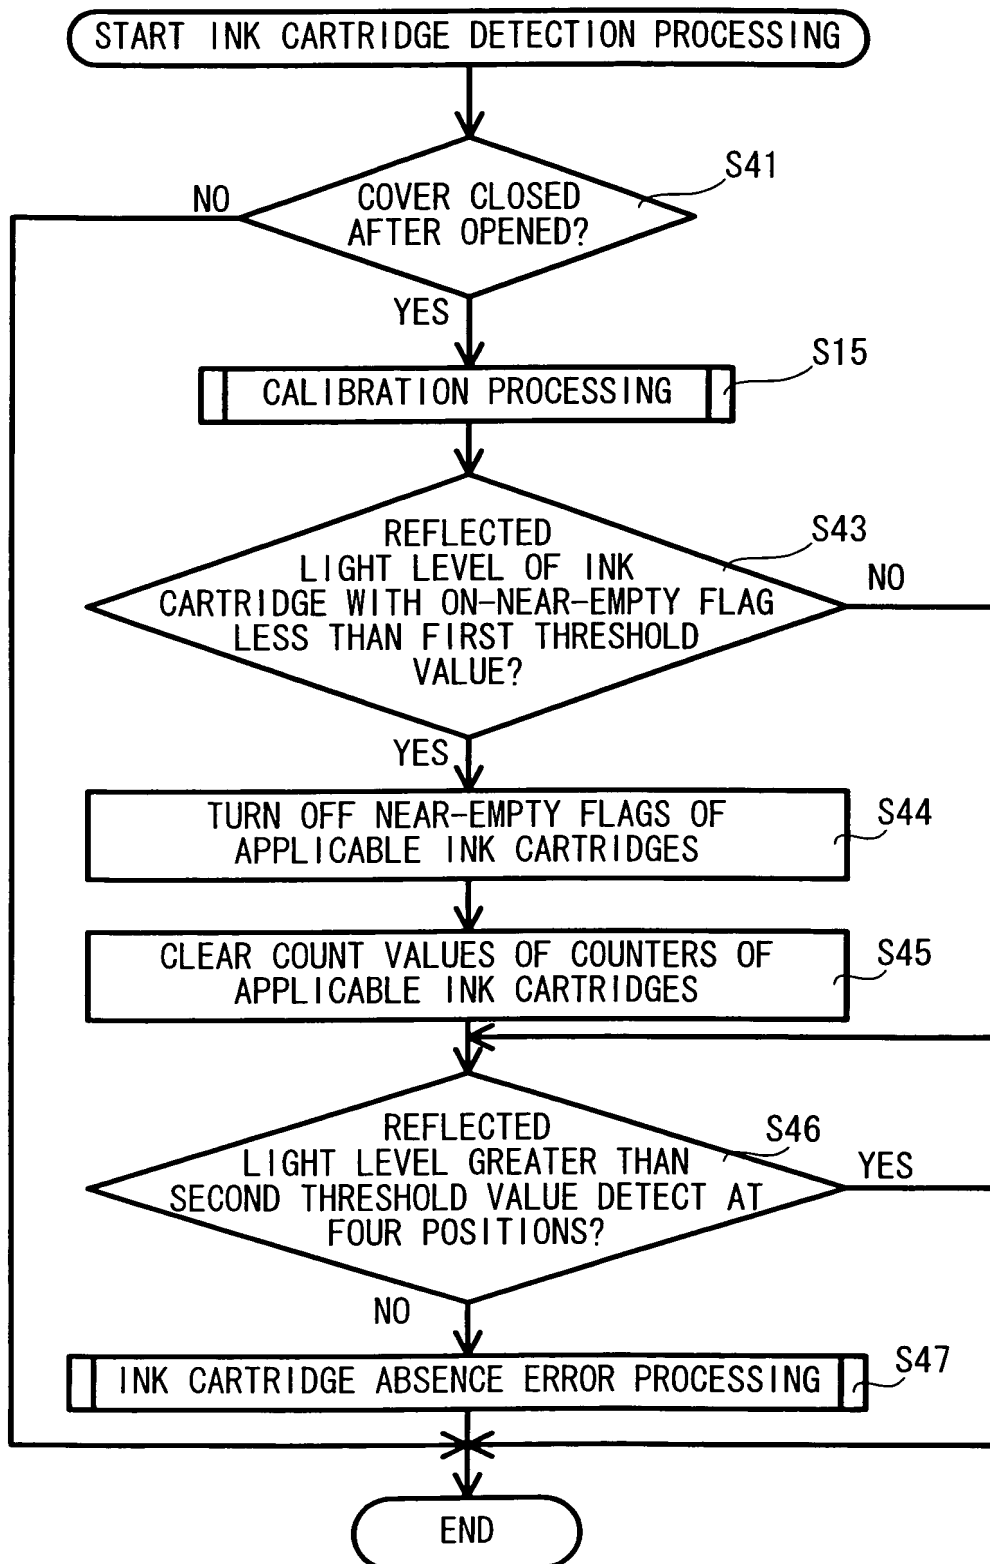 START INK CARTRIDGE DETECTION PROCESSING
S41
NO
COVER CLOSED
AFTER OPENED?
YES
S15
CALIBRATION PROCESSING
S43
REFLECTED
LIGHT LEVEL OF INK
CARTRIDGE WITH ON-NEAR-EMPTY FLAG
LESS THAN FIRST THRESHOLD
VALUE?
NO
YES
TURN OFF NEAR-EMPTY FLAGS OF
APPLICABLE INK CARTRIDGES
S44
CLEAR COUNT VALUES OF COUNTERS OF
APPLICABLE INK CARTRIDGES
S45
REFLECTED
LIGHT LEVEL GREATER THAN
SECOND THRESHOLD VALUE DETECT AT
FOUR POSITIONS?
S46
YES
NO
INK CARTRIDGE ABSENCE ERROR PROCESSING
S47
END